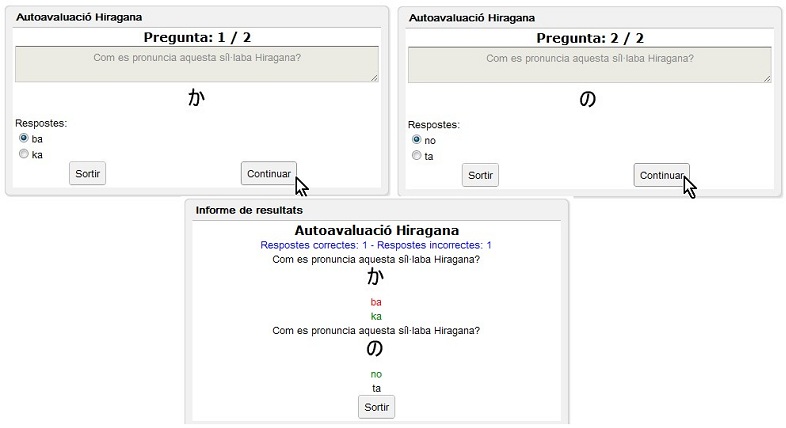 Autoavaluació Hiragana
Pregunta: 1 / 2
Com es pronuncia aquesta síl·laba Hiragana?
か
Respostes:
ba
ka
Sortir
Continuar
Autoavaluació Hiragana
Pregunta: 2 / 2
Com es pronuncia aquesta síl·laba Hiragana?
の
Respostes:
no
ta
Sortir
Continuar
Informe de resultats
Autoavaluació Hiragana
Respostes correctes: 1 - Respostes incorrectes: 1
Com es pronuncia aquesta síl·laba Hiragana?
か
ba
ka
Com es pronuncia aquesta síl·laba Hiragana?
の
no
ta
Sortir